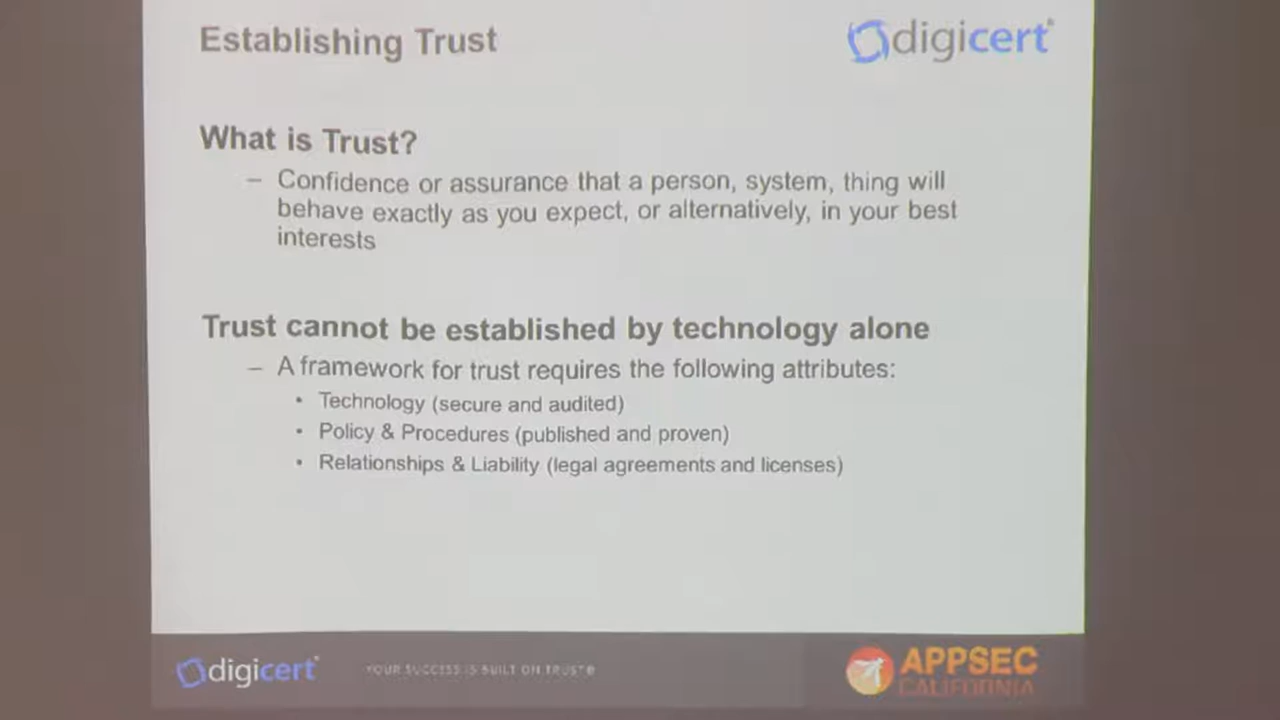 Establishing Trust
digicert®
What is Trust?
– Confidence or assurance that a person, system, thing will
behave exactly as you expect, or alternatively, in your best
interests
Trust cannot be established by technology alone
– A framework for trust requires the following attributes:
• Technology (secure and audited)
• Policy & Procedures (published and proven)
• Relationships & Liability (legal agreements and licenses)
digicert®
YOUR SUCCESS IS BUILT ON TRUST®
APPSEC
CALIFORNIA